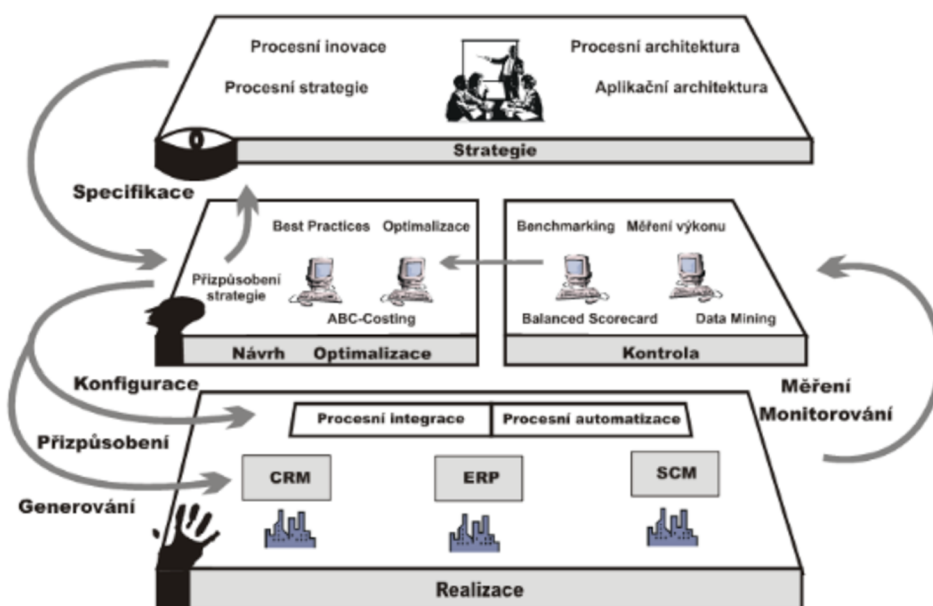 Procesní inovace
Procesní architektura
Procesní strategie
Aplikační architektura
Strategie
Specifikace
Best Practices
Optimalizace
Benchmarking
Měření výkonu
Přizpůsobení
strategie
ABC-Costing
Balanced Scorecard
Data Mining
Návrh
Optimalizace
Kontrola
Konfigurace
Měření
Monitorování
Procesní integrace
Procesní automatizace
Přizpůsobení
CRM
ERP
SCM
Generování
Realizace